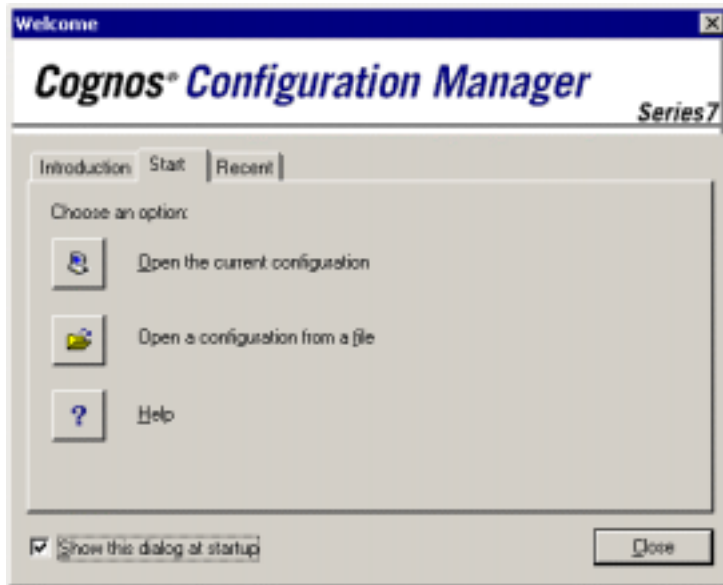 Welcome
Cognos® Configuration Manager
Series7
Introduction Start Recent
Choose an option:
Open the current configuration
Open a configuration from a file
? Help
Show this dialog at startup
Close